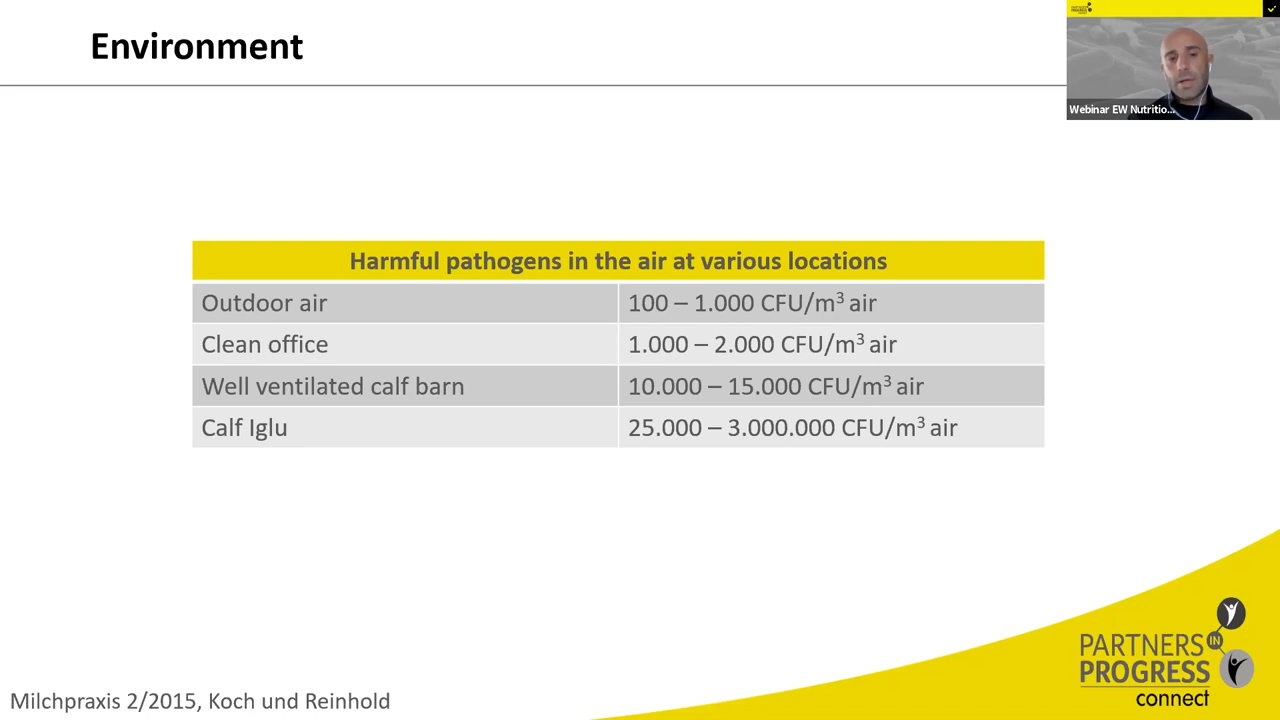 Environment
Webinar EW Nutritio...
Harmful pathogens in the air at various locations
Outdoor air
100 – 1.000 CFU/m³ air
Clean office
1.000 – 2.000 CFU/m³ air
Well ventilated calf barn
10.000 – 15.000 CFU/m³ air
Calf Iglu
25.000 – 3.000.000 CFU/m³ air
PARTNERS IN
PROGRESS
connect
Milchpraxis 2/2015, Koch und Reinhold